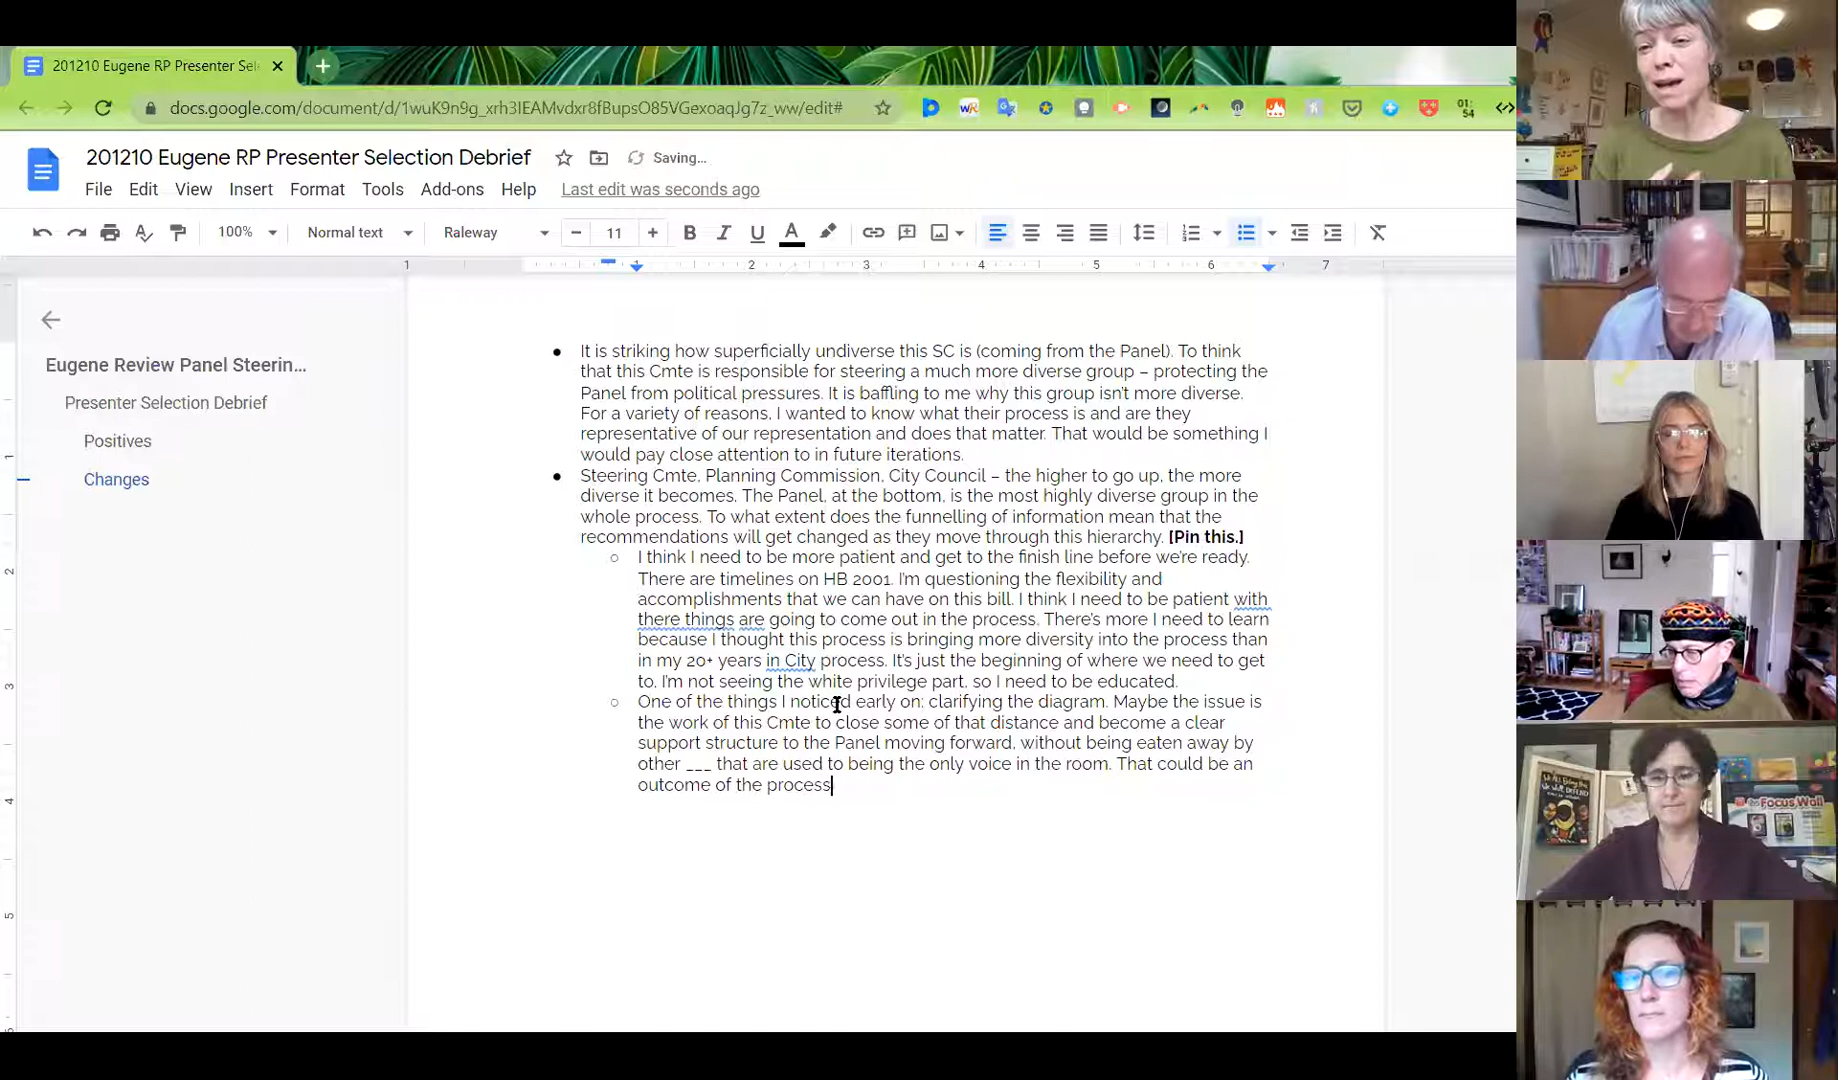 201210 Eugene RP Presenter Sel
docs.google.com/document/d/1wuK9n9g_xrh3IEAMvdxr8fBupsO85VGexoaqJg7z_ww/edit#
01:
54
201210 Eugene RP Presenter Selection Debrief
Saving...
File Edit View Insert Format Tools Add-ons Help Last edit was seconds ago
100% Normal text Raleway 11
1 1 2 3 4 5 6 7
Eugene Review Panel Steerin...
Presenter Selection Debrief
Positives
Changes
● It is striking how superficially undiverse this SC is (coming from the Panel). To think
that this Cmte is responsible for steering a much more diverse group – protecting the
Panel from political pressures. It is baffling to me why this group isn't more diverse.
For a variety of reasons, I wanted to know what their process is and are they
representative of our representation and does that matter. That would be something I
would pay close attention to in future iterations.
● Steering Cmte, Planning Commission, City Council – the higher to go up, the more
diverse it becomes. The Panel, at the bottom, is the most highly diverse group in the
whole process. To what extent does the funnelling of information mean that the
recommendations will get changed as they move through this hierarchy. [Pin this.]
○ I think I need to be more patient and get to the finish line before we're ready.
There are timelines on HB 2001. I'm questioning the flexibility and
accomplishments that we can have on this bill. I think I need to be patient with
there things are going to come out in the process. There's more I need to learn
because I thought this process is bringing more diversity into the process than
in my 20+ years in City process. It's just the beginning of where we need to get
to. I'm not seeing the white privilege part, so I need to be educated.
○ One of the things I noticed early on: clarifying the diagram. Maybe the issue is
the work of this Cmte to close some of that distance and become a clear
support structure to the Panel moving forward, without being eaten away by
other ___ that are used to being the only voice in the room. That could be an
outcome of the process
1
2
3
4
5
Focus Wall